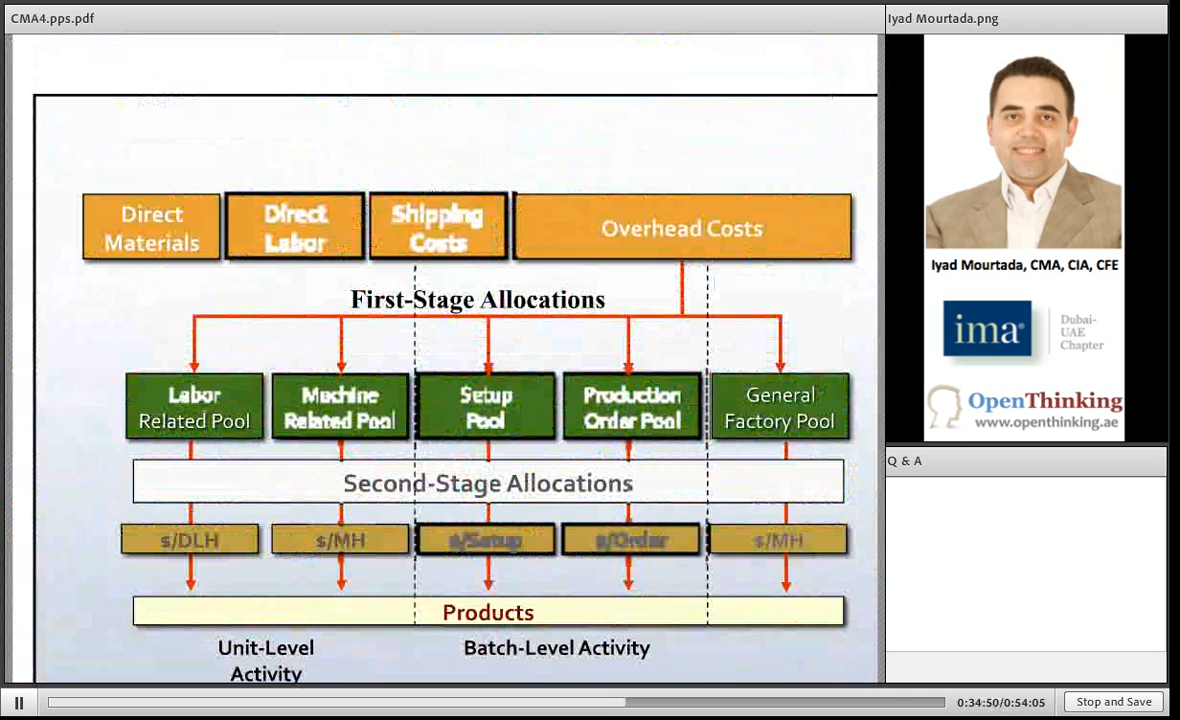 CMA4.pps.pdf
Direct
Materials
Direct
Labor
Shipping
Costs
Overhead Costs
First-Stage Allocations
Labor
Related Pool
Machine
Related Pool
Setup
Pool
Production
Order Pool
General
Factory Pool
Second-Stage Allocations
$/DLH
$/MH
$/Setup
$/Order
$/MH
Products
Unit-Level
Activity
Batch-Level Activity
Iyad Mourtada.png
Iyad Mourtada, CMA, CIA, CFE
ima
Dubai-
UAE
Chapter
OpenThinking
www.openthinking.ae
Q & A
0:34:50/0:54:05
Stop and Save